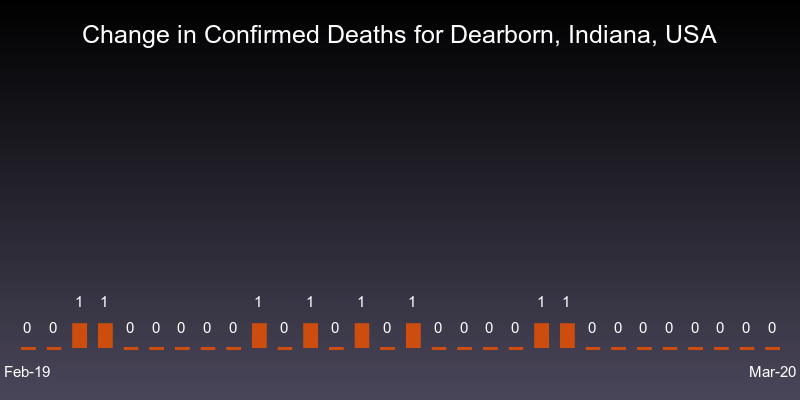 Change in Confirmed Deaths for Dearborn, Indiana, USA
1 1 1 1 1 1 1 1
0 0 0 0 0 0 0 0 0 0 0 0 0 0 0 0 0 0 0 0 0 0
Feb-19 Mar-20